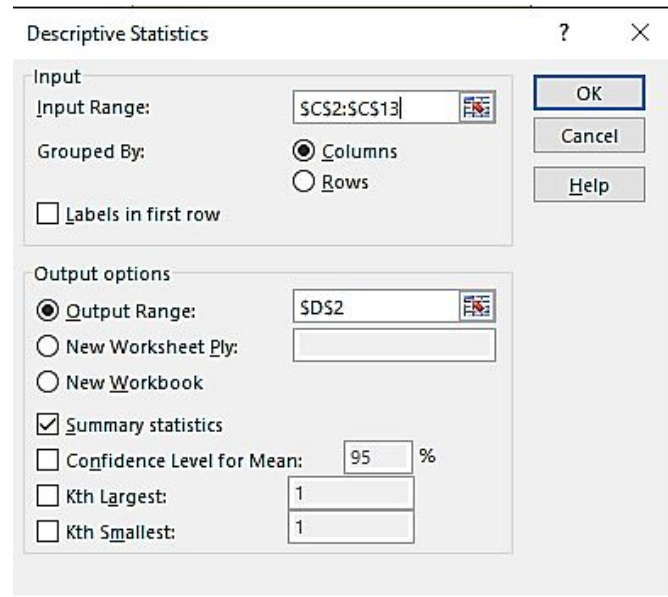 Descriptive Statistics ?
Input
Input Range: $C$2:$C$13
Grouped By: Columns
Rows
Labels in first row
OK
Cancel
Help
Output options
Output Range: $D$2
New Worksheet Ply:
New Workbook
Summary statistics
Confidence Level for Mean: 95 %
Kth Largest: 1
Kth Smallest: 1